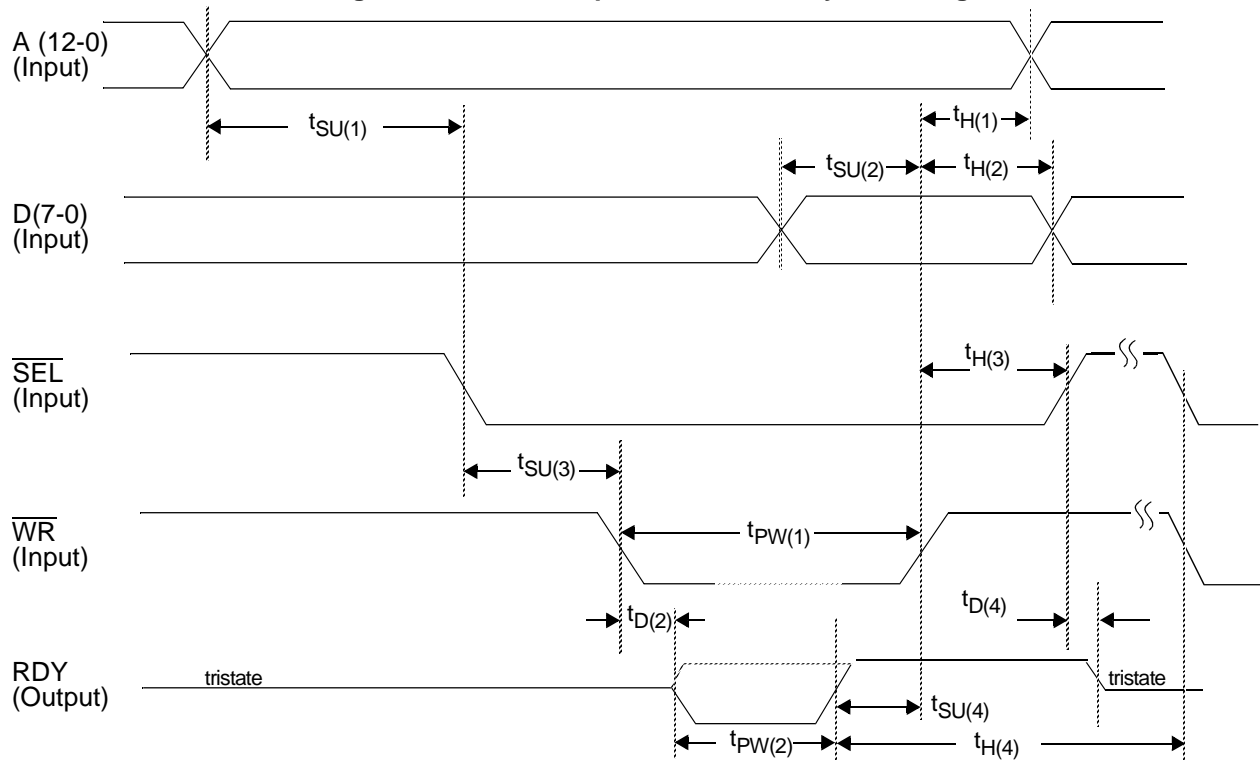 A (12-0)
(Input)
tSU(1)
tH(1)
tSU(2)
tH(2)
D(7-0)
(Input)
SEL
(Input)
tH(3)
tSU(3)
WR
(Input)
tPW(1)
tD(2)
tD(4)
RDY
(Output)
tristate
tristate
tSU(4)
tPW(2)
tH(4)